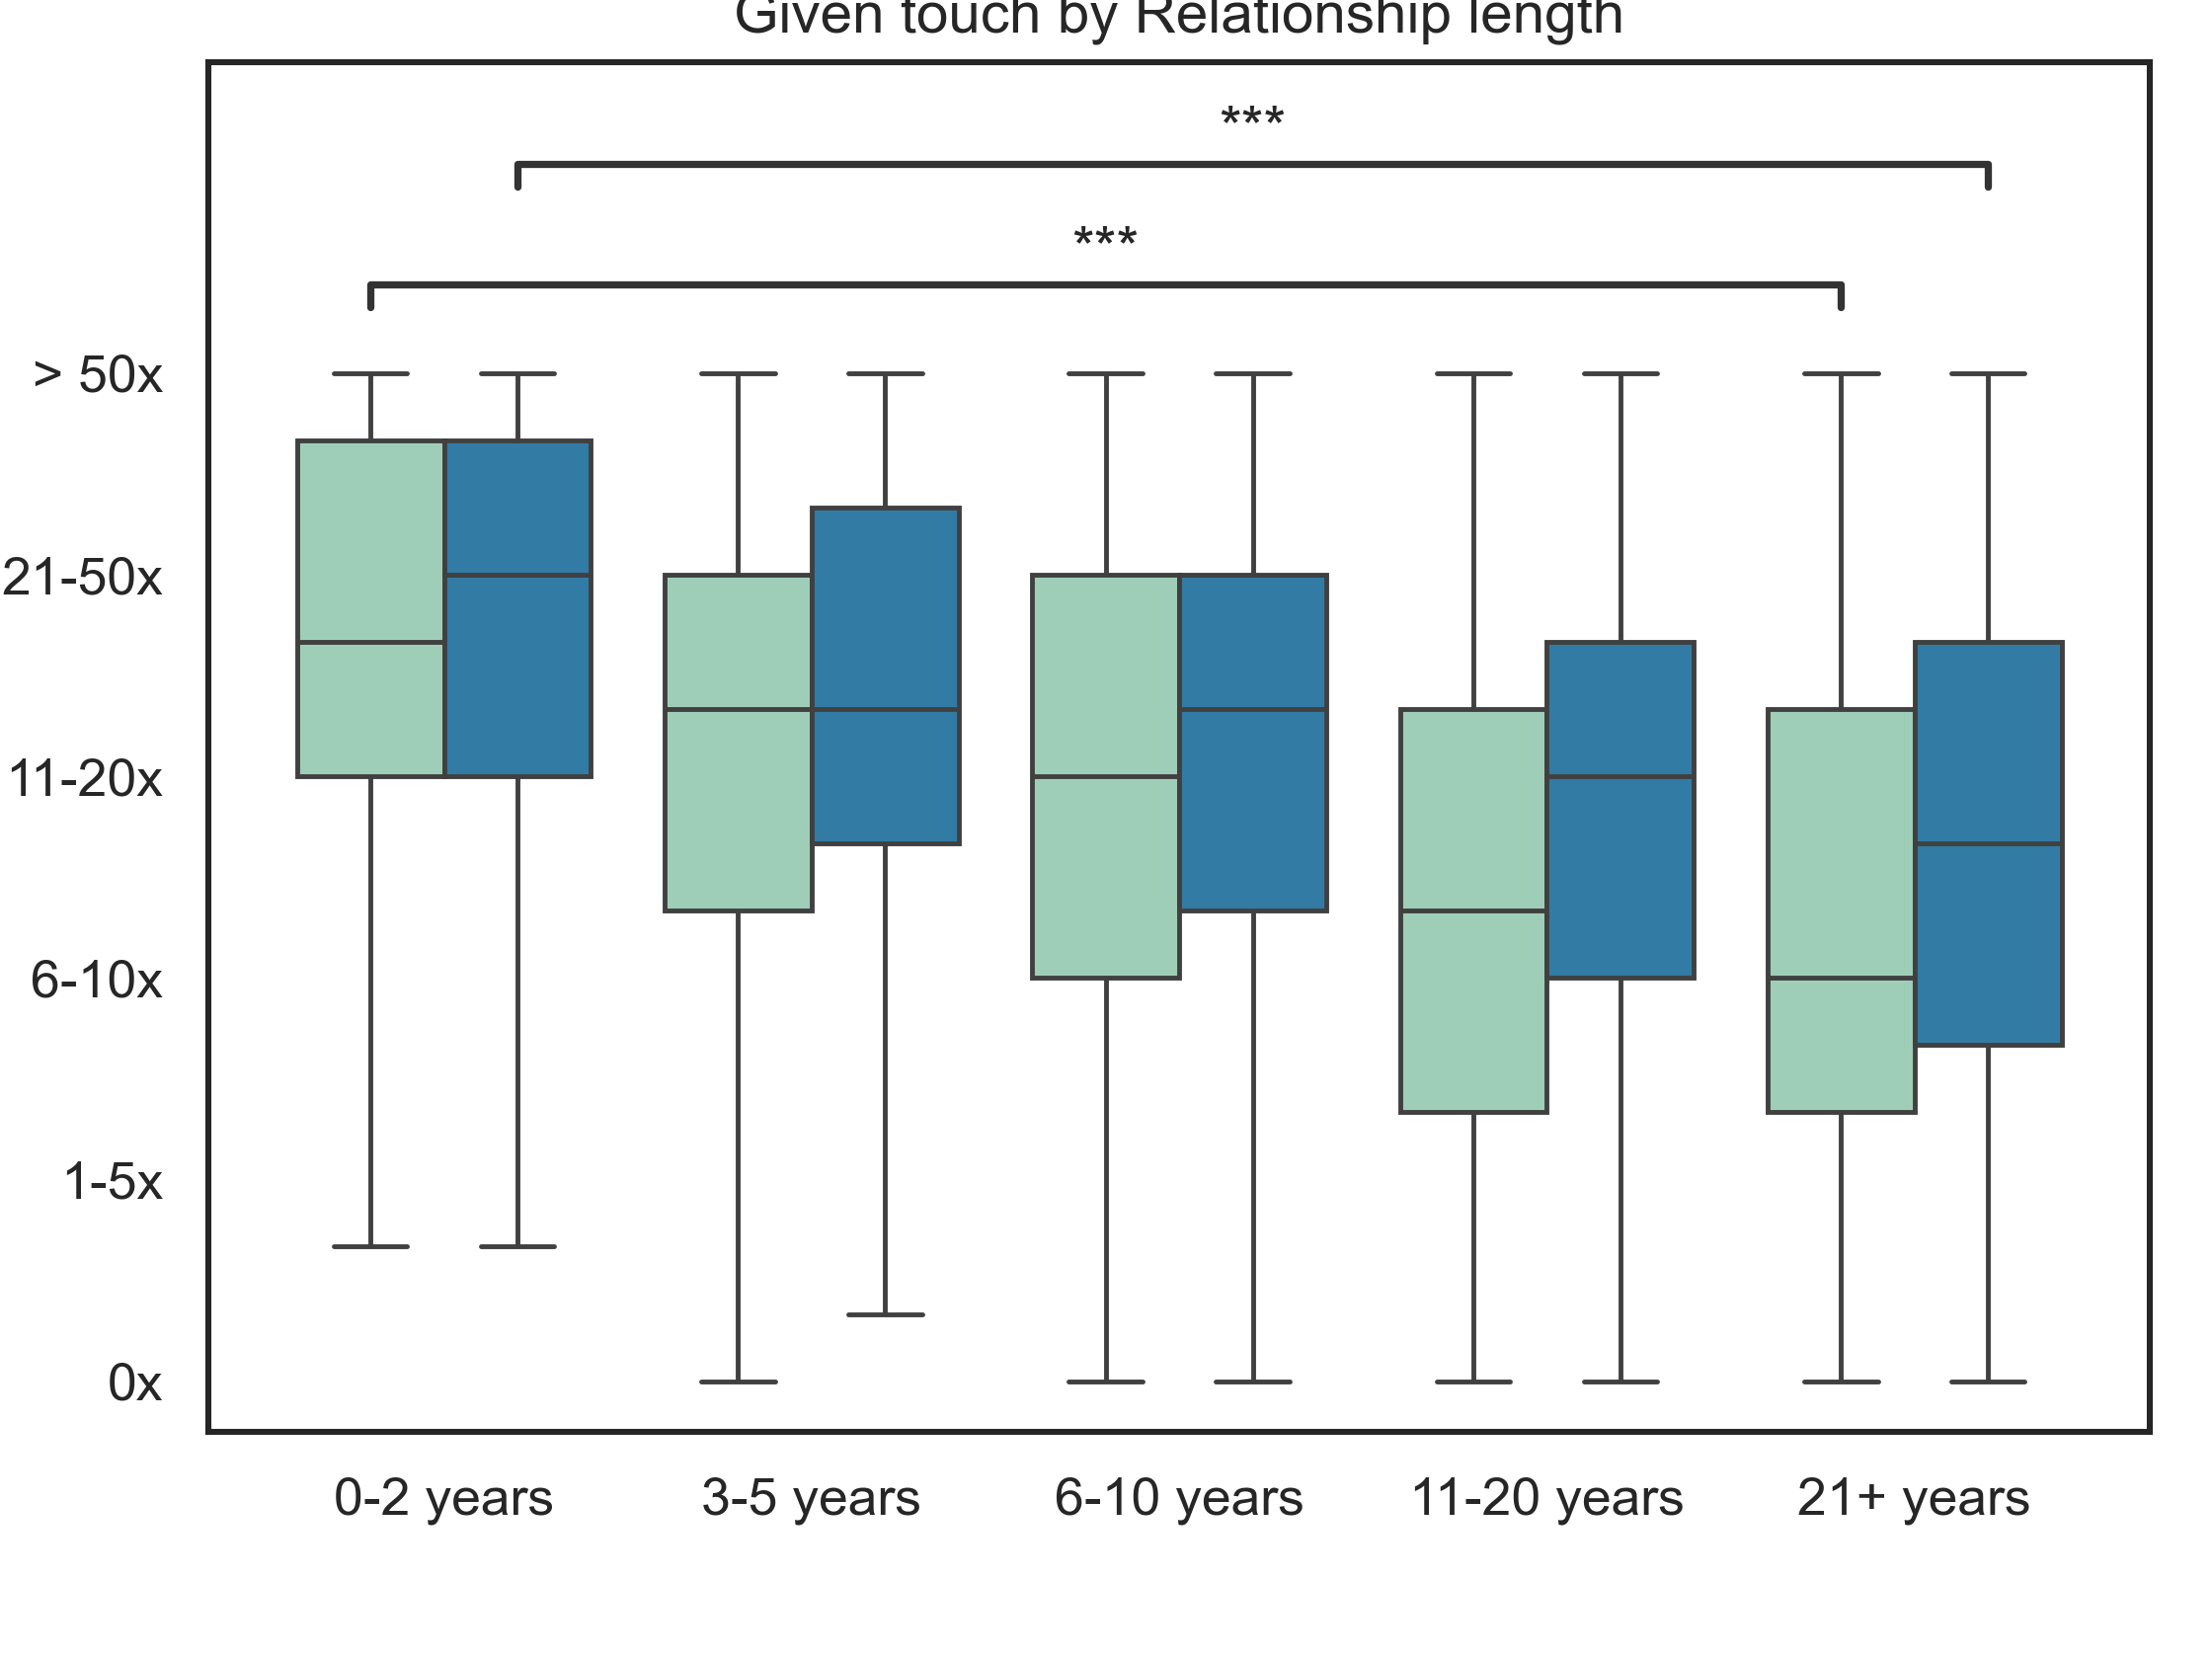 Given touch by Relationship length
***
***
> 50x
21-50x
11-20x
6-10x
1-5x
0x
0-2 years 3-5 years 6-10 years 11-20 years 21+ years